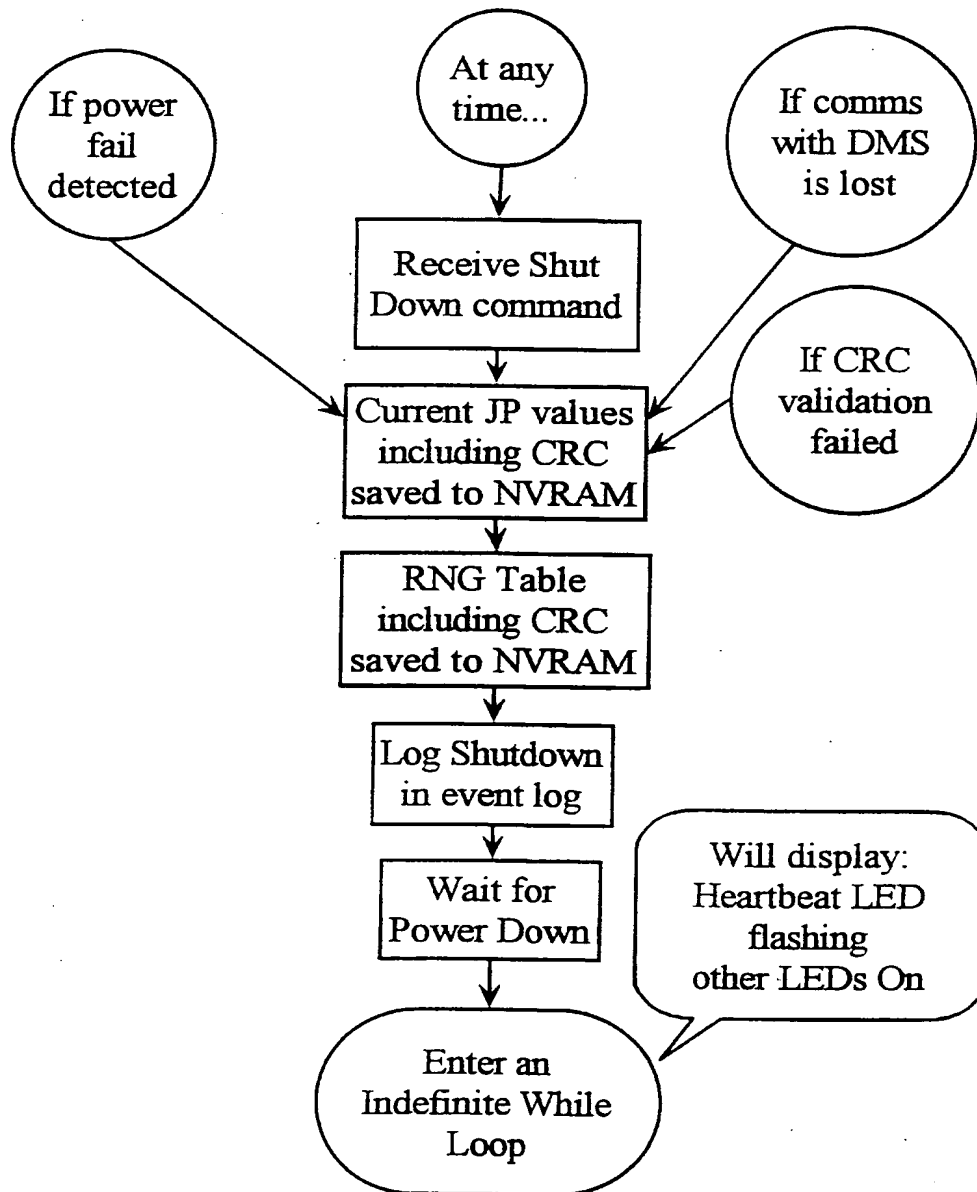 If power
fail
detected
At any
time...
If comms
with DMS
is lost
Receive Shut
Down command
If CRC
validation
failed
Current JP values
including CRC
saved to NVRAM
RNG Table
including CRC
saved to NVRAM
Log Shutdown
in event log
Wait for
Power Down
Will display:
Heartbeat LED
flashing
other LEDs On
Enter an
Indefinite While
Loop